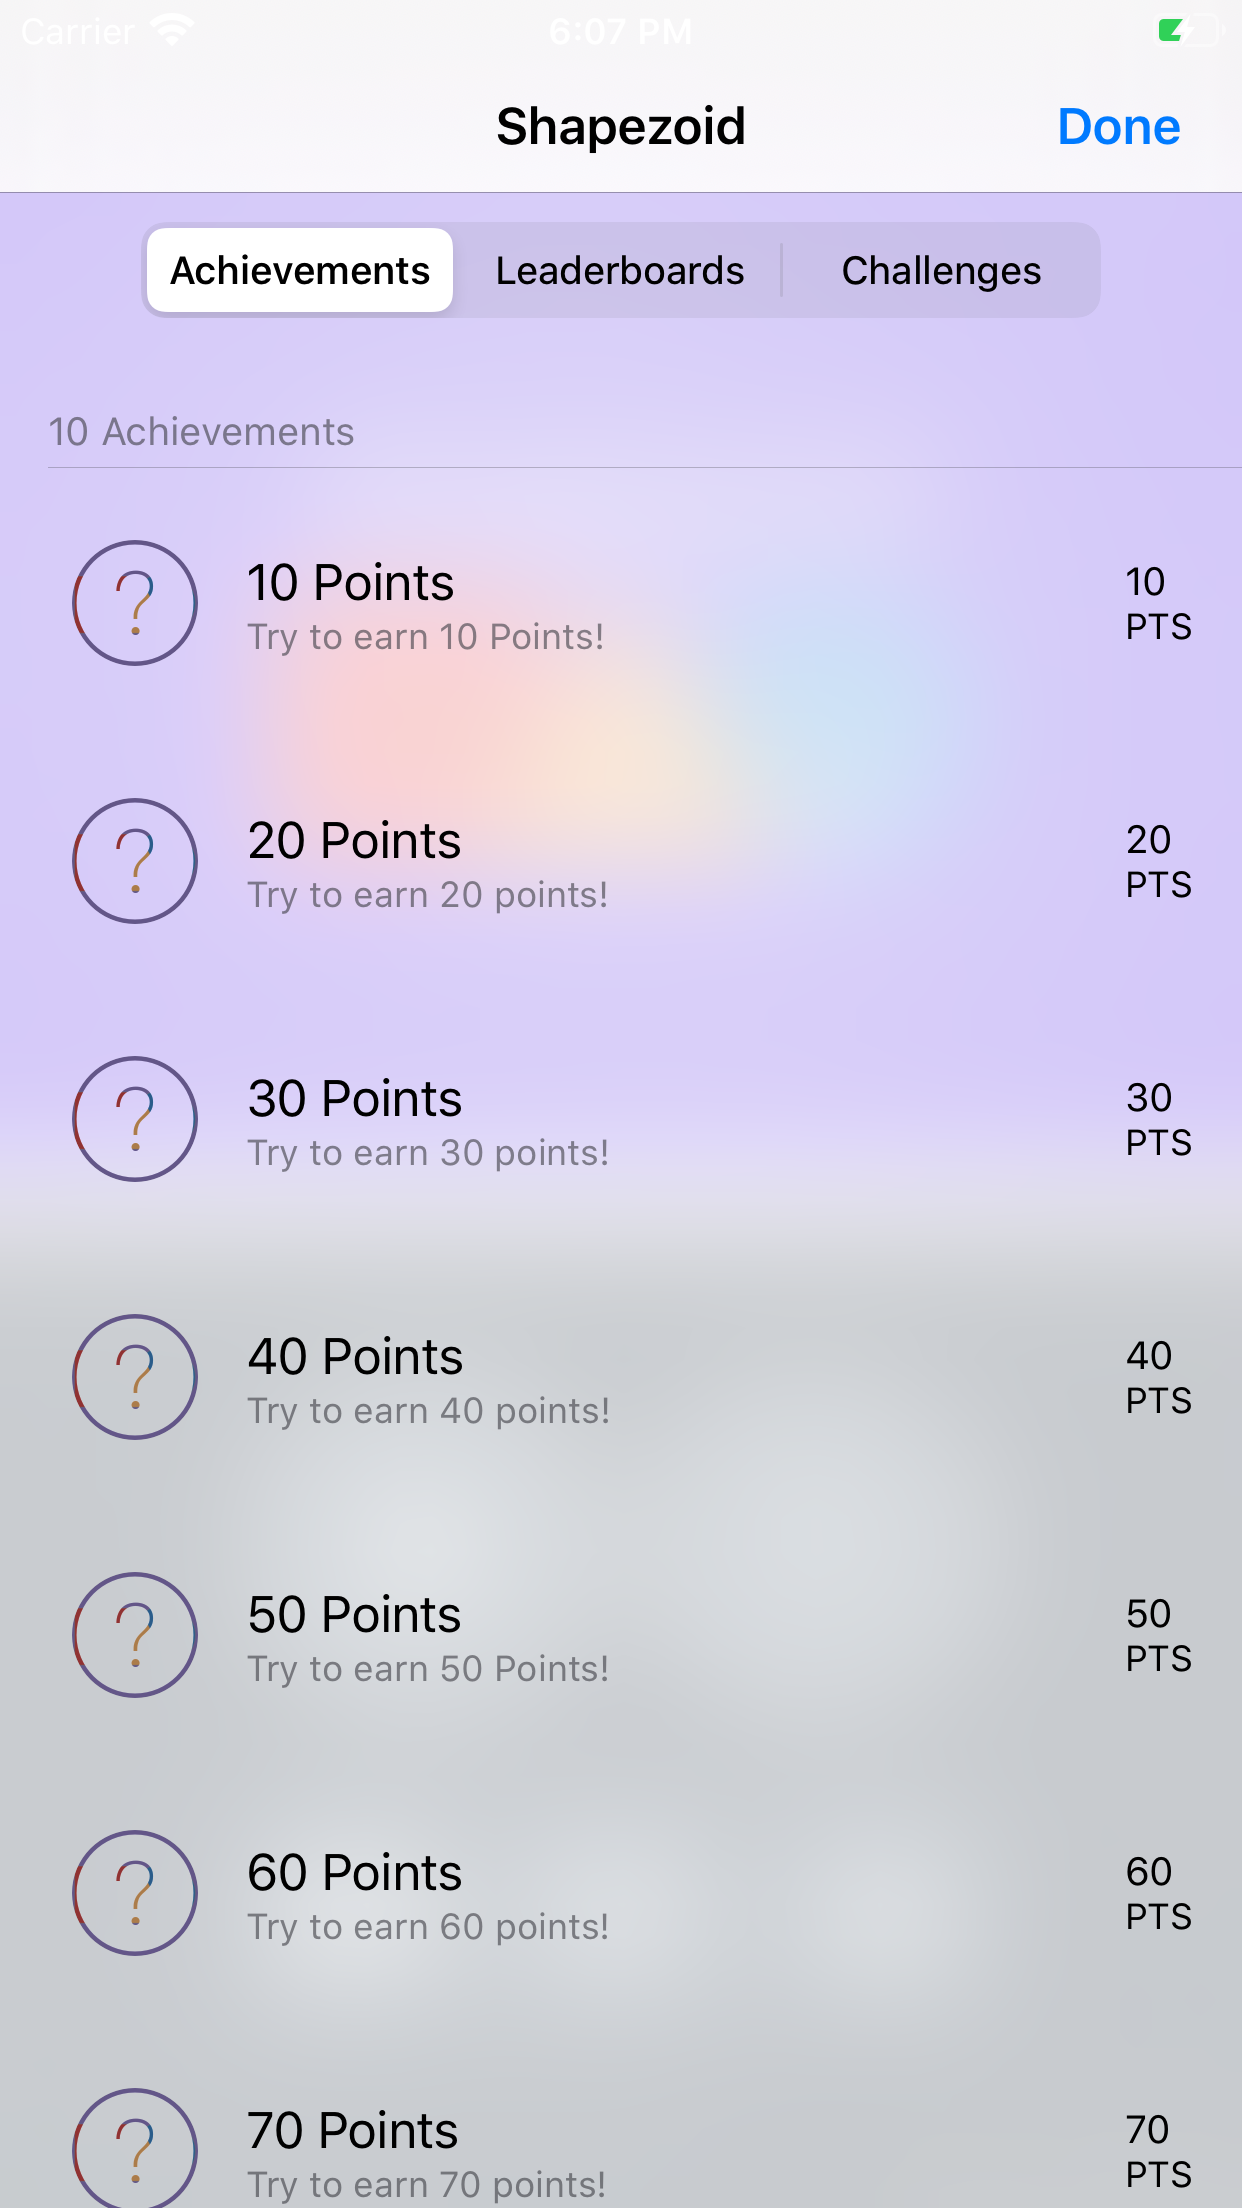 Carrier 6:07 PM
Shapezoid Done
Achievements Leaderboards Challenges
10 Achievements
? 10 Points 10
Try to earn 10 Points! PTS
? 20 Points 20
Try to earn 20 points! PTS
? 30 Points 30
Try to earn 30 points! PTS
? 40 Points 40
Try to earn 40 points! PTS
? 50 Points 50
Try to earn 50 Points! PTS
? 60 Points 60
Try to earn 60 points! PTS
? 70 Points 70
Try to earn 70 points! PTS